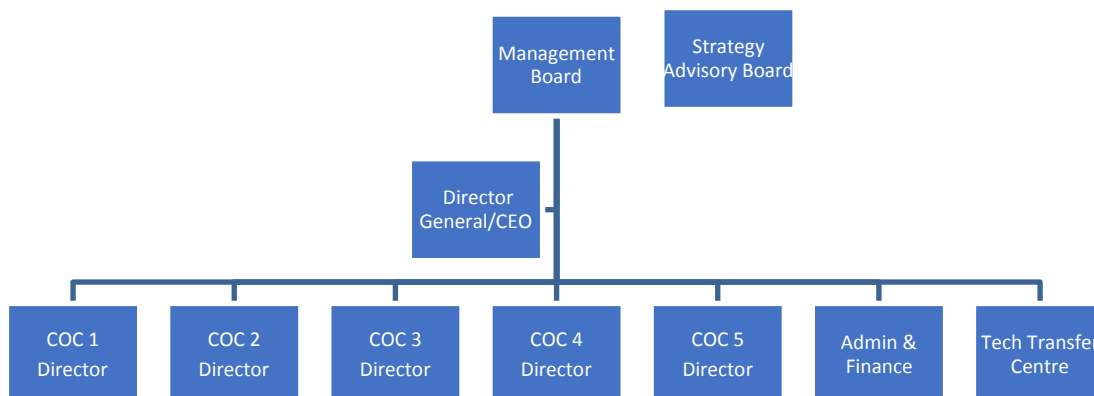 Management
Board
Strategy
Advisory Board
Director
General/CEO
COC 1
Director
COC 2
Director
COC 3
Director
COC 4
Director
COC 5
Director
Admin &
Finance
Tech Transfer
Centre